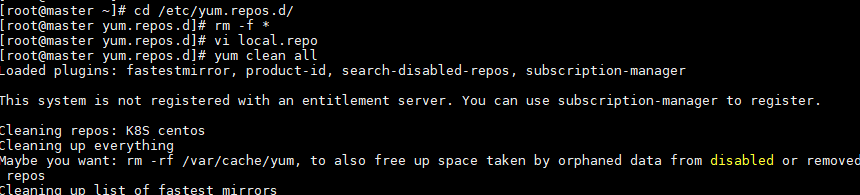 [root@master ~]# cd /etc/yum.repos.d/
[root@master yum.repos.d]# rm -f *
[root@master yum.repos.d]# vi local.repo
[root@master yum.repos.d]# yum clean all
Loaded plugins: fastestmirror, product-id, search-disabled-repos, subscription-manager
This system is not registered with an entitlement server. You can use subscription-manager to register.
Cleaning repos: K8S centos
Cleaning up everything
Maybe you want: rm -rf /var/cache/yum, to also free up space taken by orphaned data from disabled or removed
repos
Cleaning up list of fastest mirrors